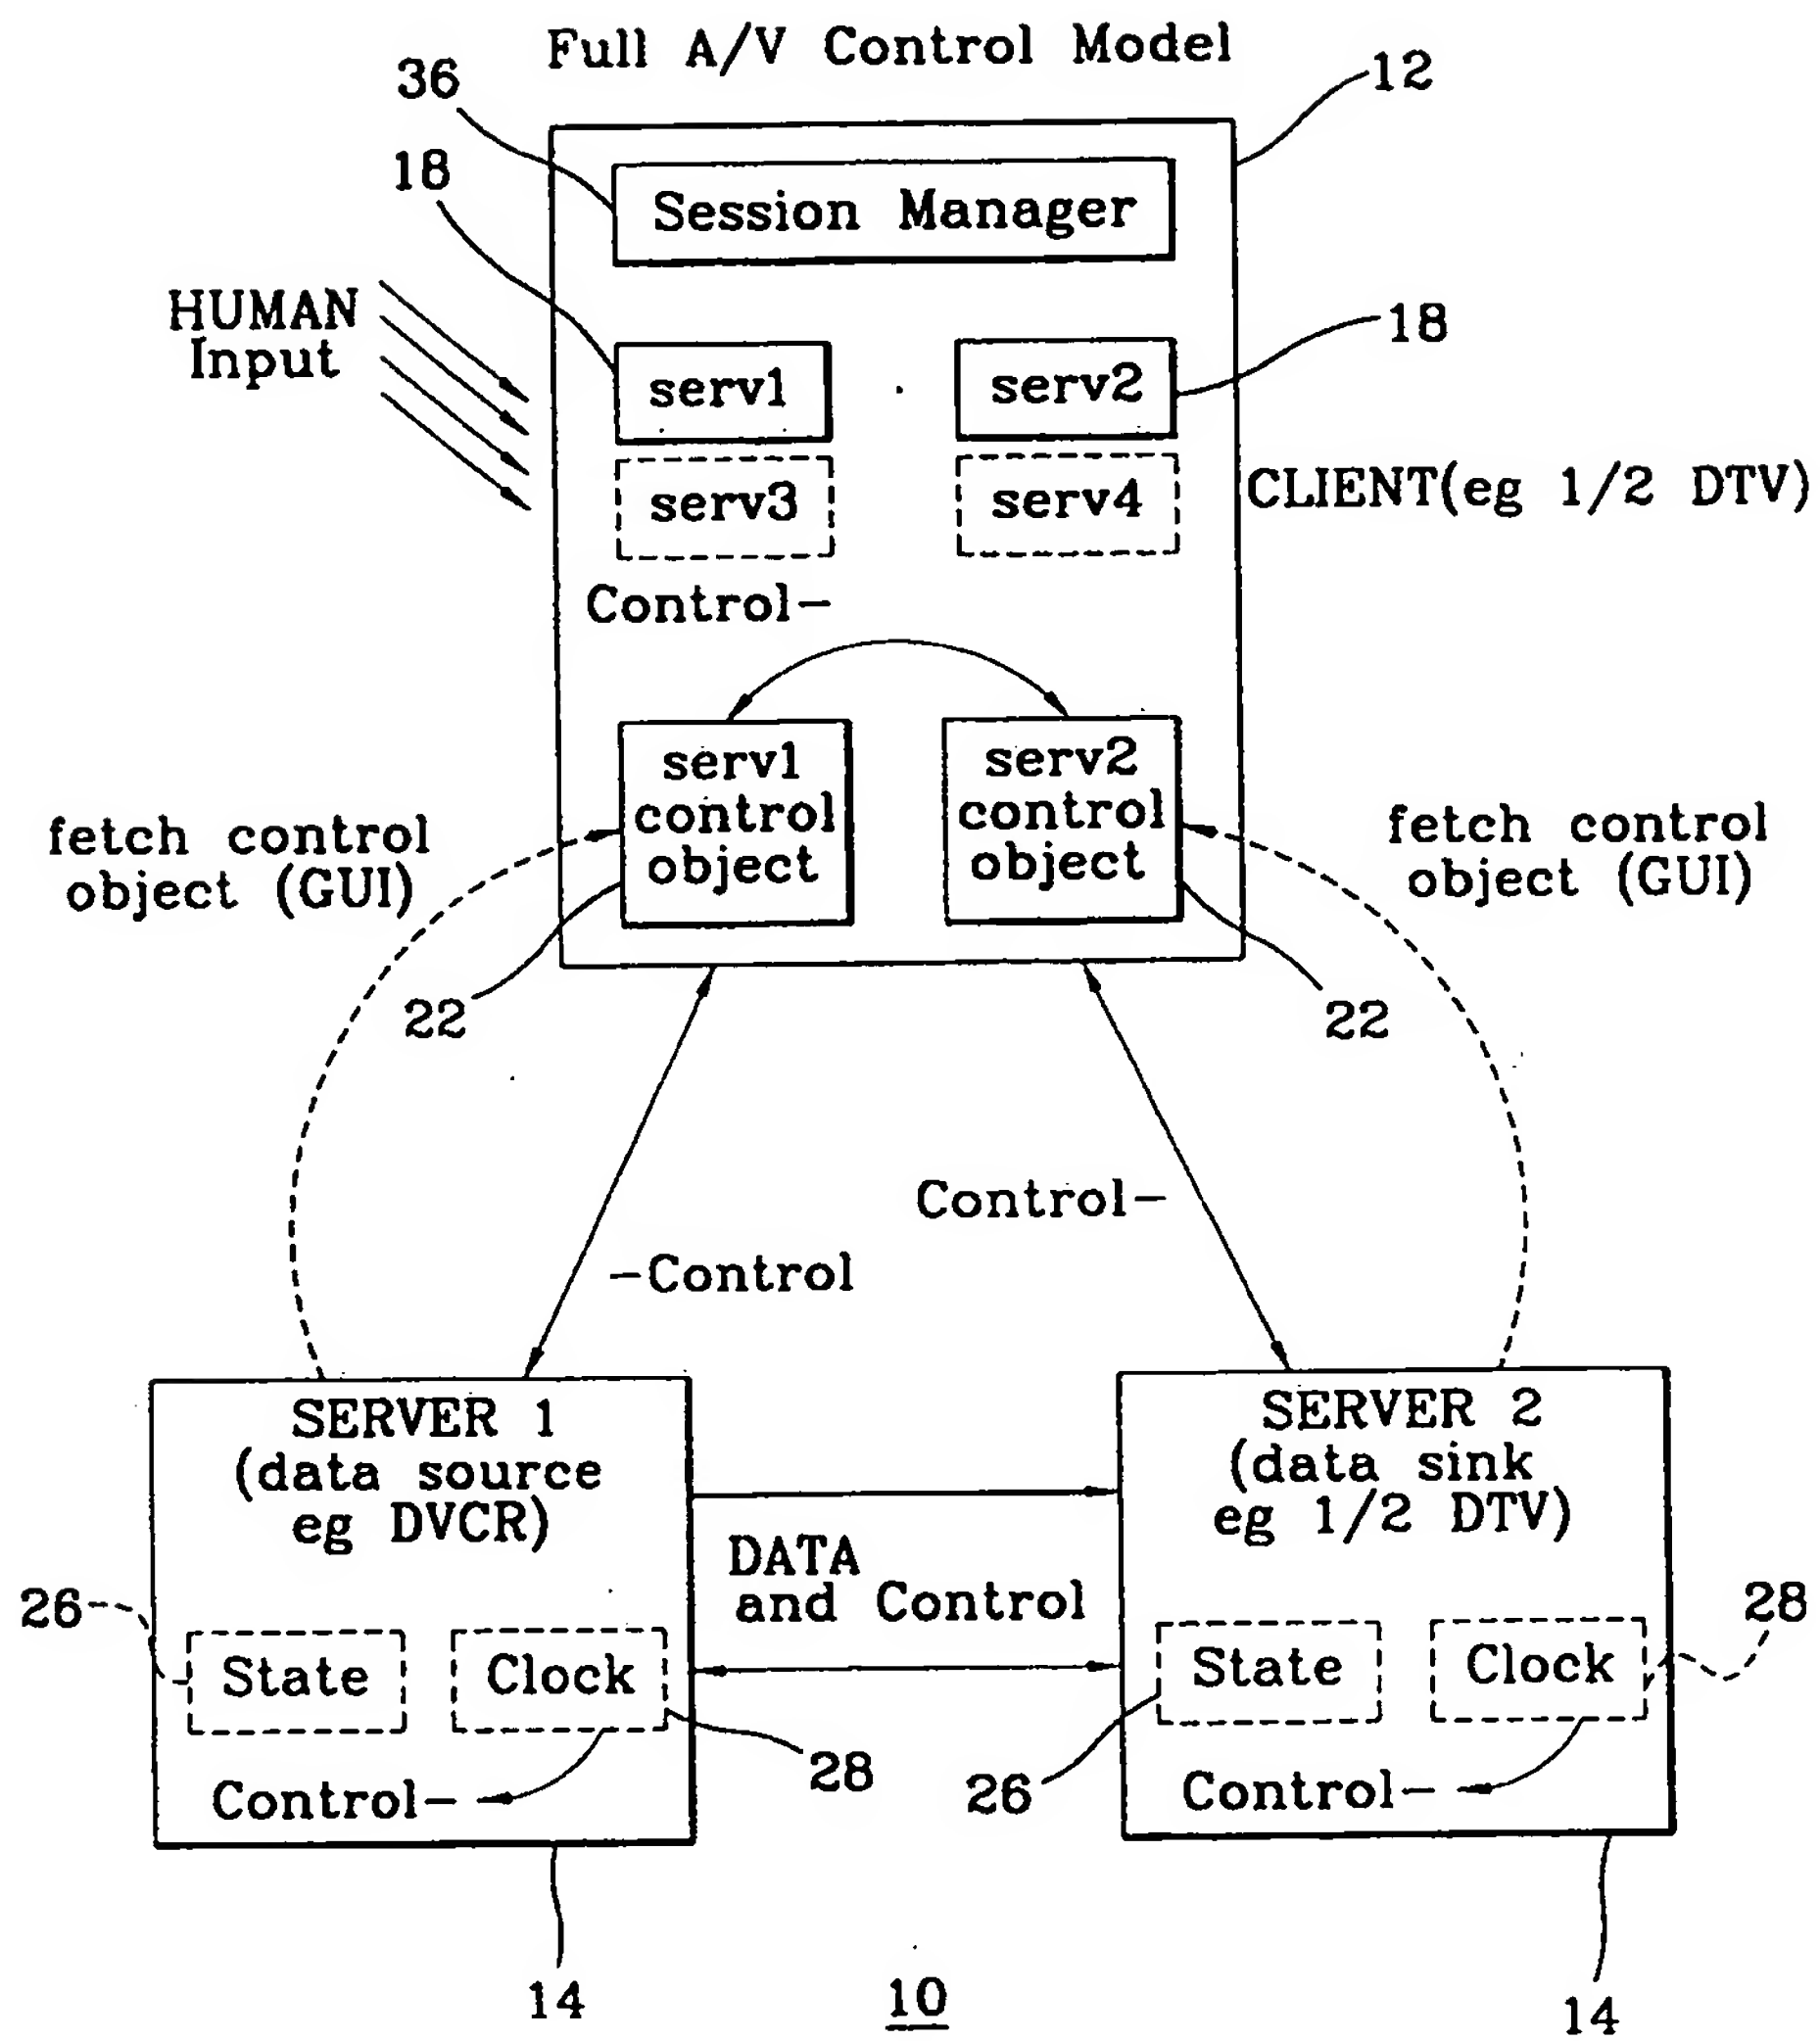 Full A/V Control Model
36
12
18
Session Manager
HUMAN
Input
18
serv1
serv2
serv3
serv4
CLIENT(eg 1/2 DTV)
Control-
serv1
control
object
serv2
control
object
fetch control
object (GUI)
fetch control
object (GUI)
22
22
Control-
-Control
SERVER 1
(data source
eg DVCR)
SERVER 2
(data sink
eg 1/2 DTV)
DATA
and Control
26
28
State
Clock
State
Clock
28
26
Control-
Control-
14
10
14